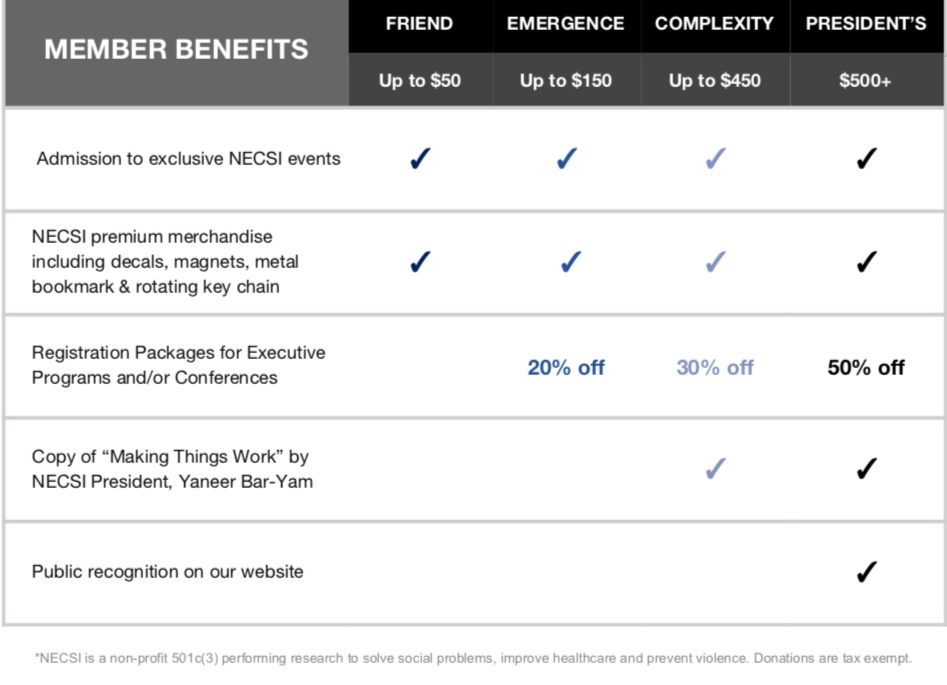 MEMBER BENEFITS
FRIEND EMERGENCE COMPLEXITY PRESIDENT’S
Up to $50 Up to $150 Up to $450 $500+
Admission to exclusive NECSI events ✓ ✓ ✓ ✓
NECSI premium merchandise
including decals, magnets, metal ✓ ✓ ✓ ✓
bookmark & rotating key chain
Registration Packages for Executive
Programs and/or Conferences
20% off 30% off 50% off
Copy of “Making Things Work” by
NECSI President, Yaneer Bar-Yam
✓ ✓
Public recognition on our website ✓
*NECSI is a non-profit 501c(3) performing research to solve social problems, improve healthcare and prevent violence. Donations are tax exempt.